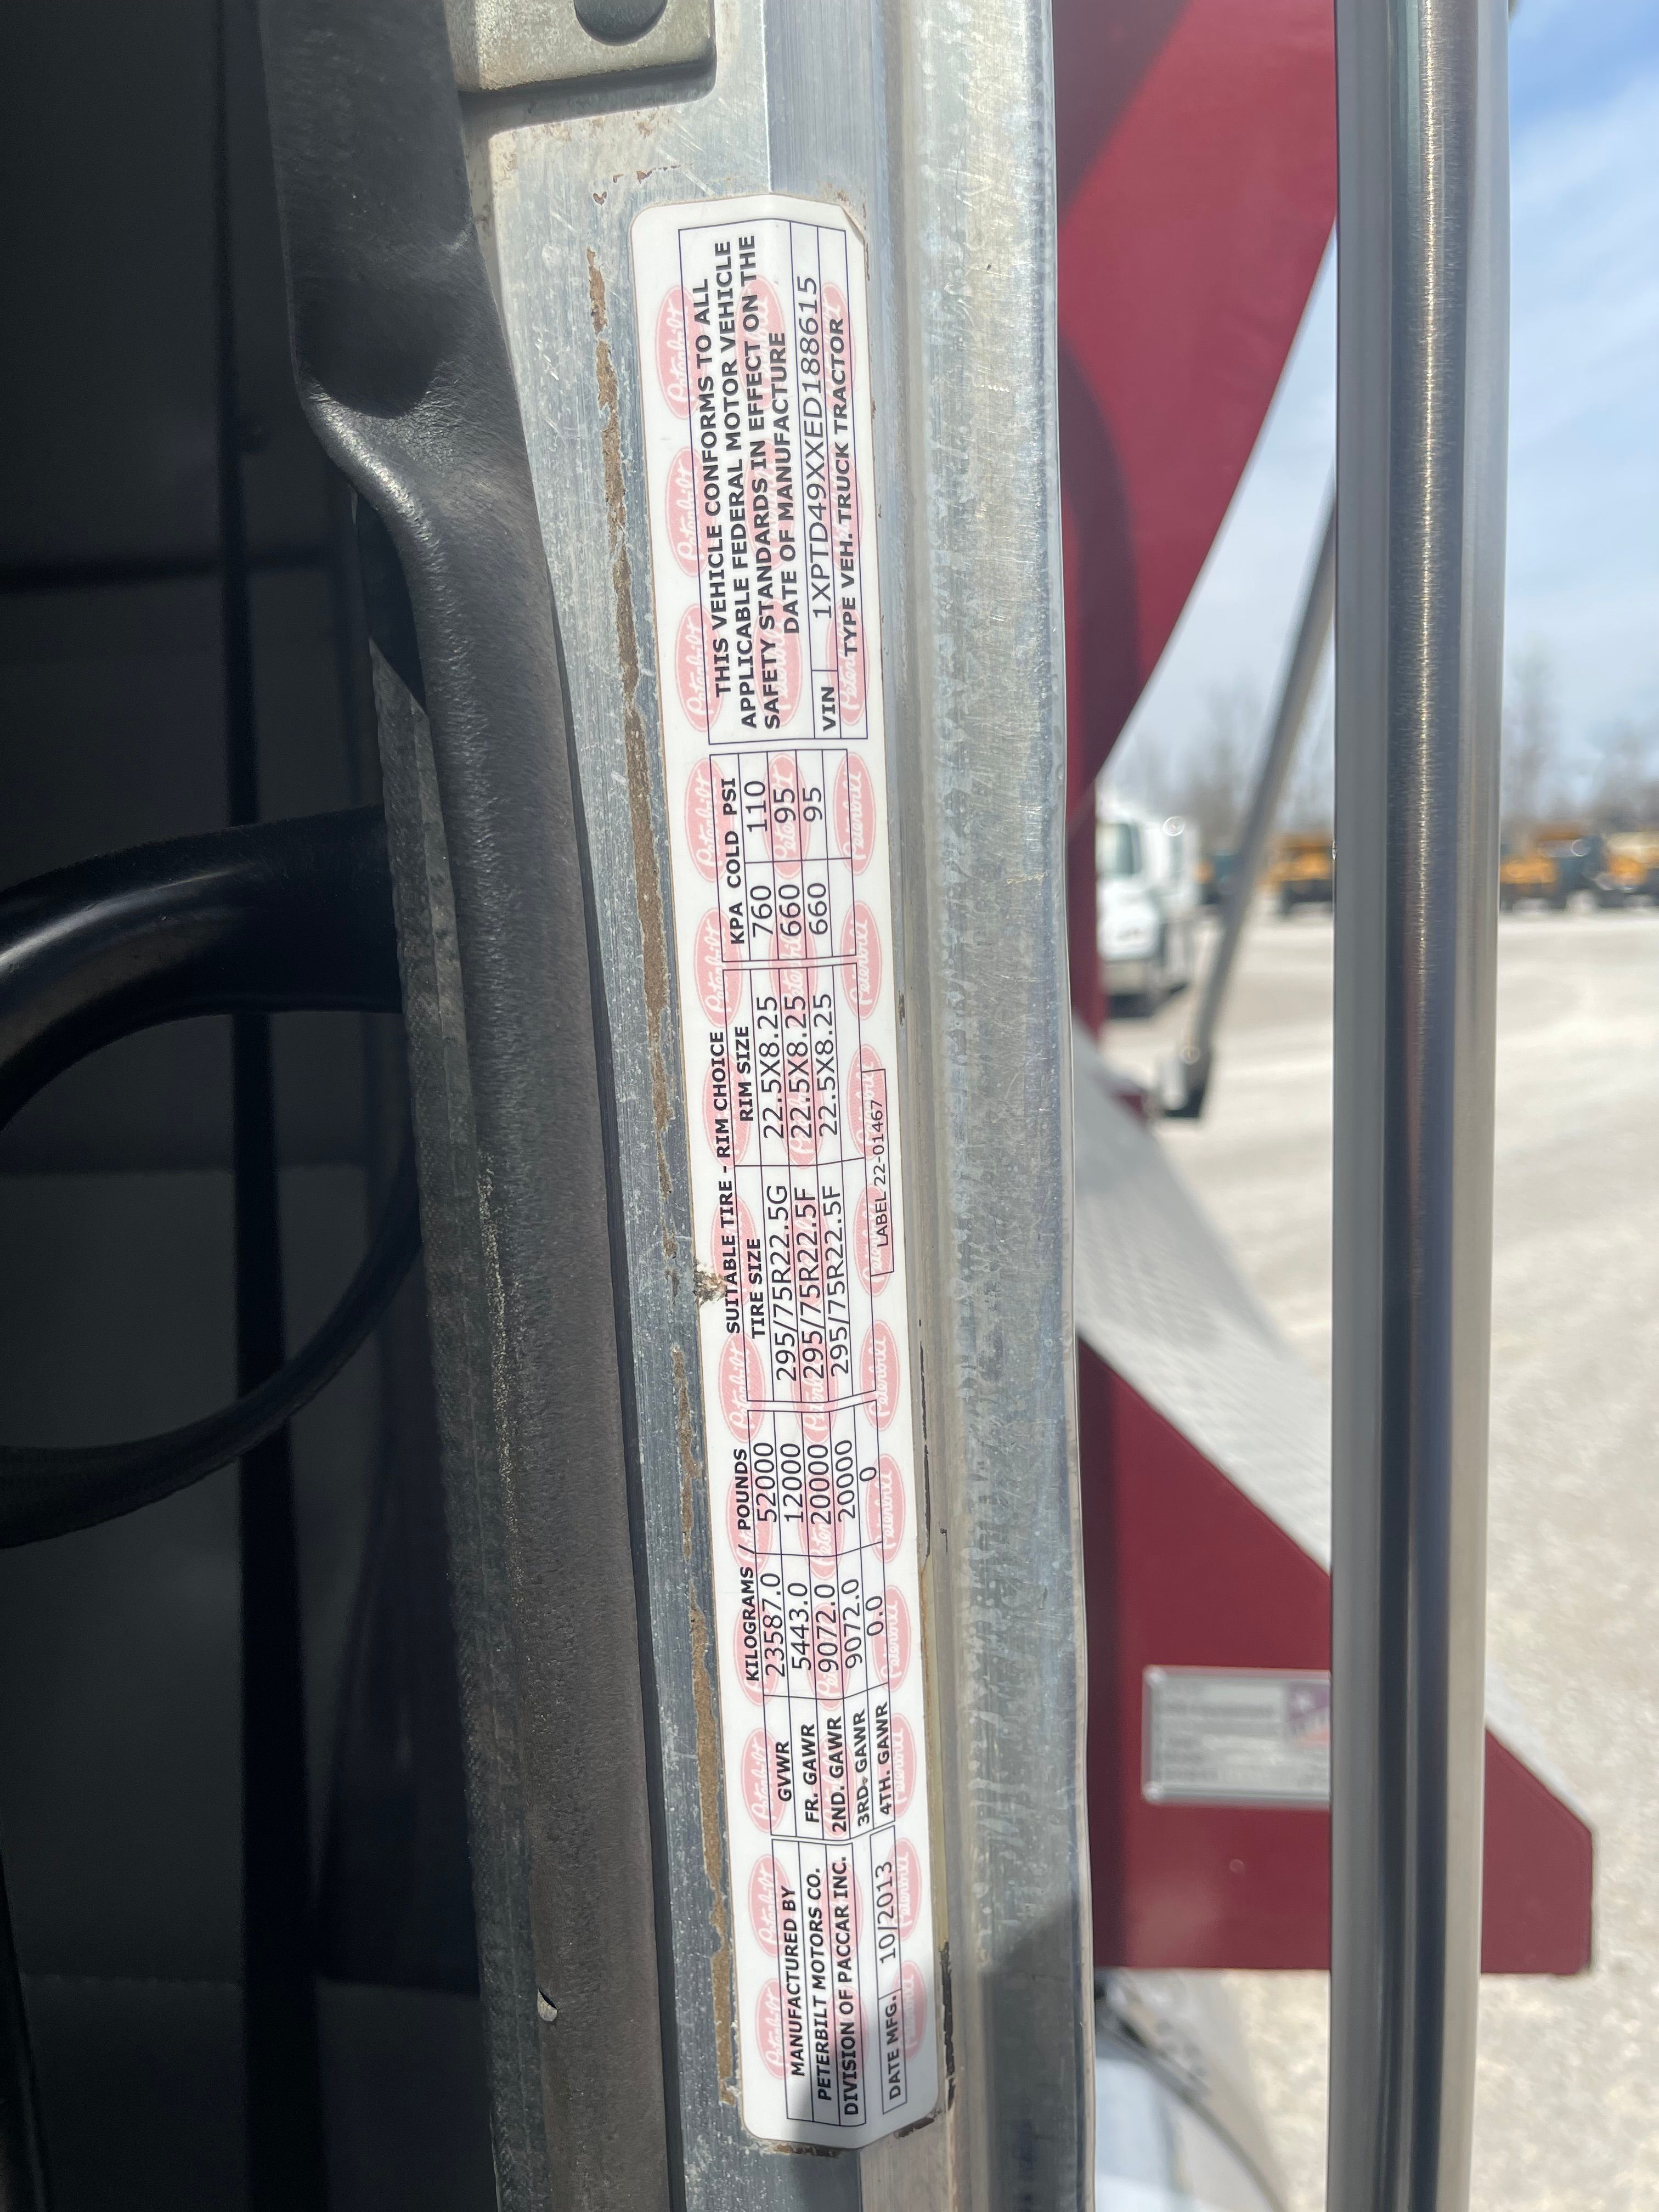 MANUFACTURED BY
PETERBILT MOTORS CO.
DIVISION OF PACCAR INC.
DATE MFG. 10/2013
KILOGRAMS / POUNDS
GVWR 23587.0 52000
FR. GAWR 5443.0 12000
2ND. GAWR 9072.0 20000
3RD. GAWR 9072.0 20000
4TH. GAWR 0.0 0
SUITABLE TIRE - RIM CHOICE
TIRE SIZE RIM SIZE KPA COLD PSI
295/75R22.5G 22.5X8.25 760 110
295/75R22.5F 22.5X8.25 660 95
295/75R22.5F 22.5X8.25 660 95
LABEL 22-01467
THIS VEHICLE CONFORMS TO ALL
APPLICABLE FEDERAL MOTOR VEHICLE
SAFETY STANDARDS IN EFFECT ON THE
DATE OF MANUFACTURE
VIN 1XPTD49XXED188615
TYPE VEH. TRUCK TRACTOR
Peterbilt